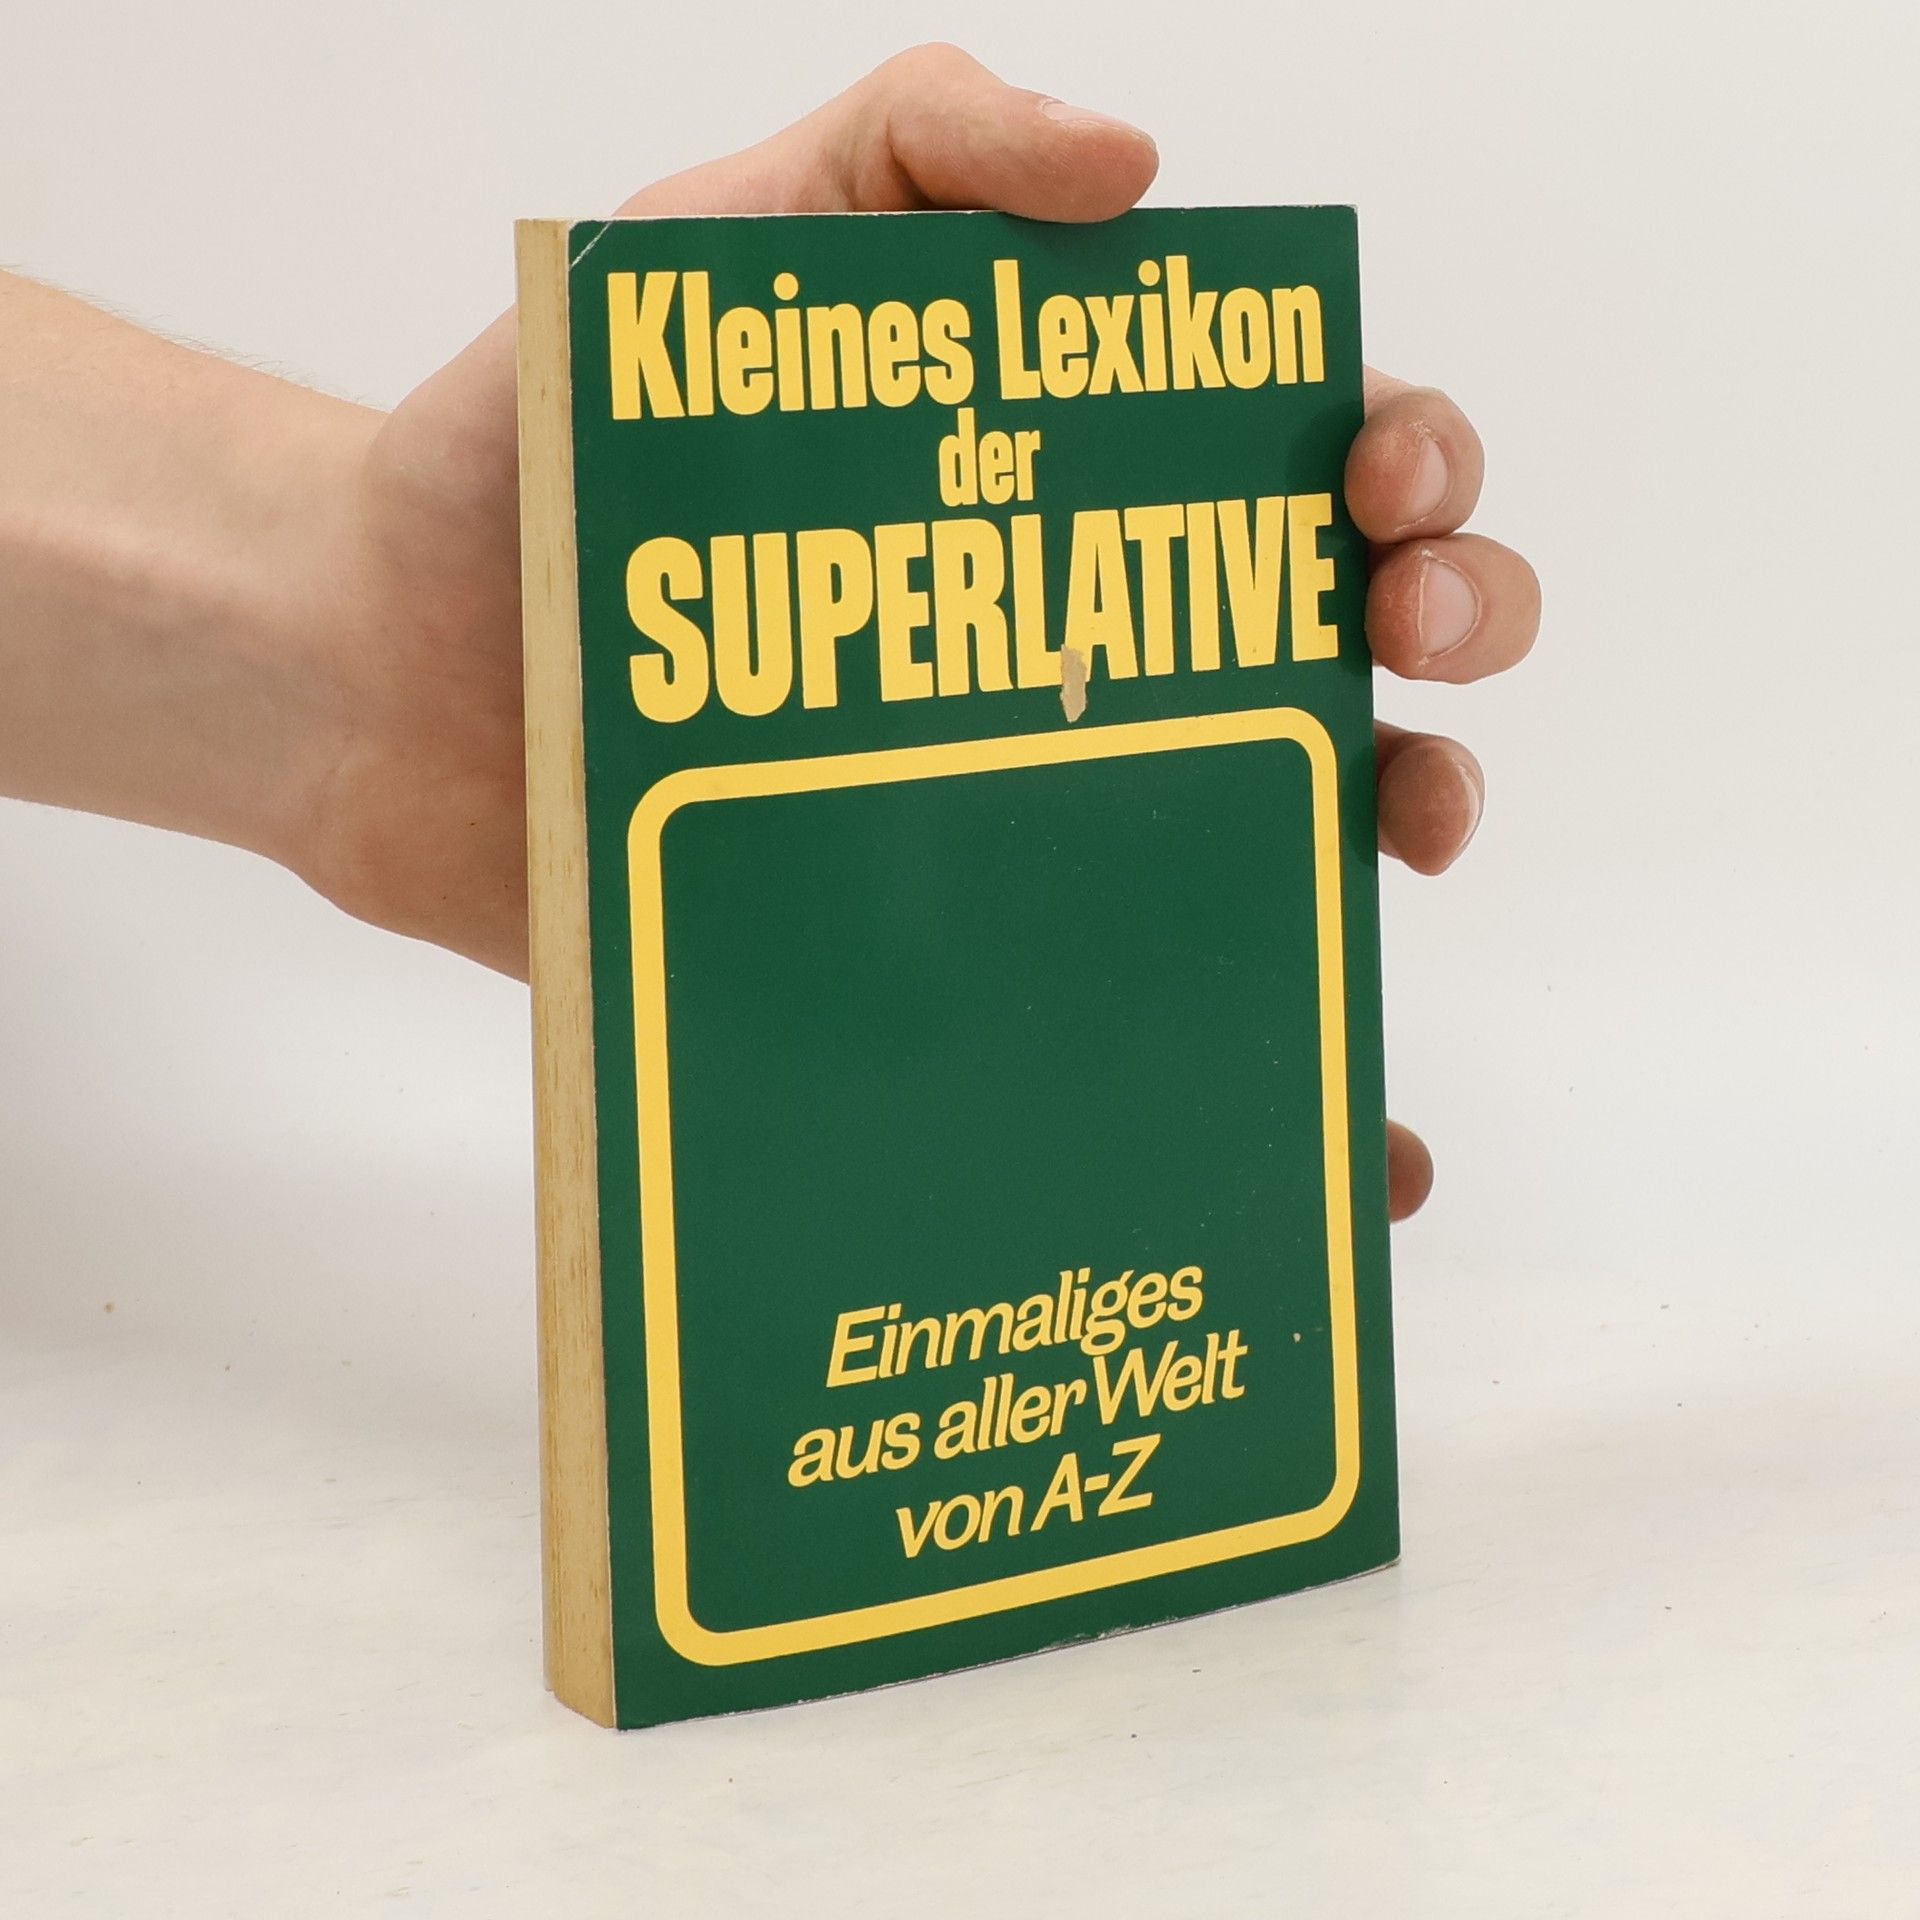 Kleines Lexikon
der
SUPERLATIVE
Einmaliges
aus aller Welt
von A-Z